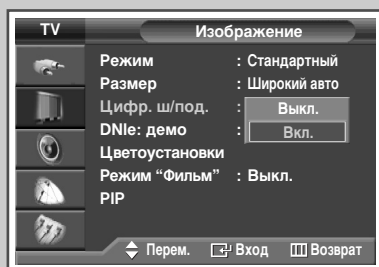 TV Изображение
Режим : Стандартный
Размер : Широкий авто
Цифр. ш/под. : Выкл.
DNIe: демо : Вкл.
Цветоустановки
Режим “Фильм” : Выкл.
PIP
Перем. Вход Возврат